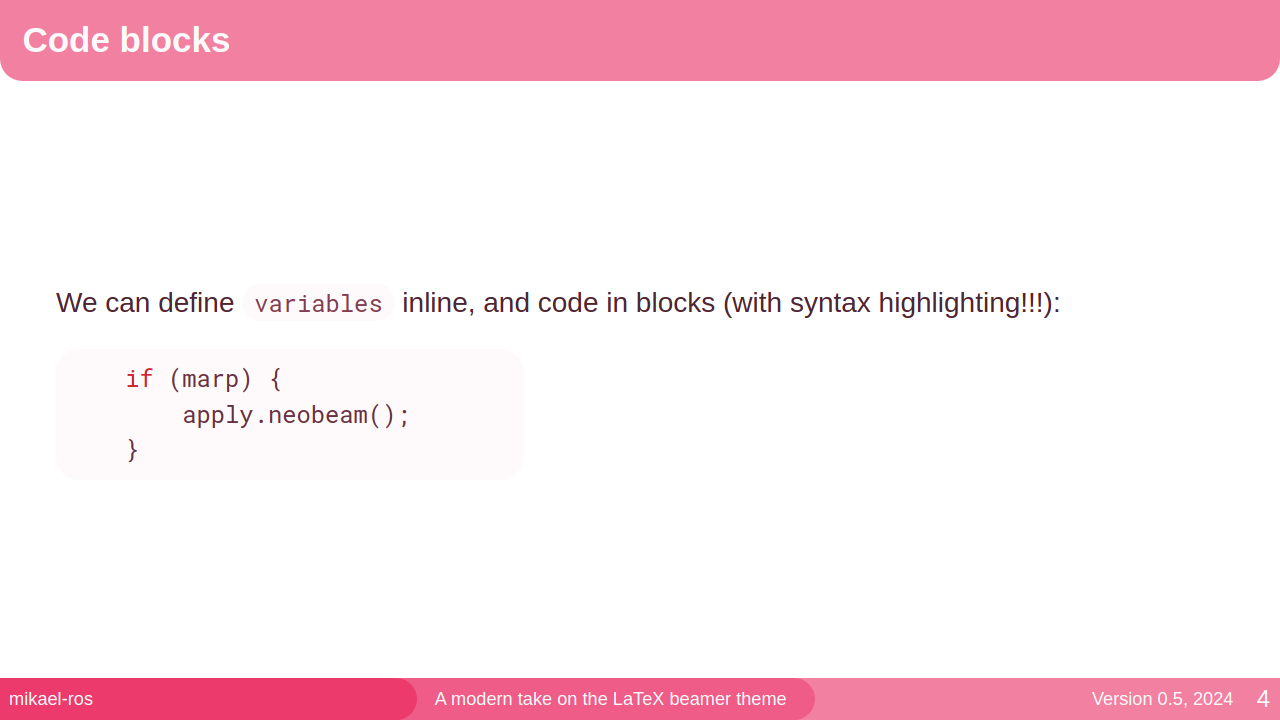 Code blocks
We can define variables inline, and code in blocks (with syntax highlighting!!!):
if (marp) {
    apply.neobeam();
}
mikael-ros
A modern take on the LaTeX beamer theme
Version 0.5, 2024
4